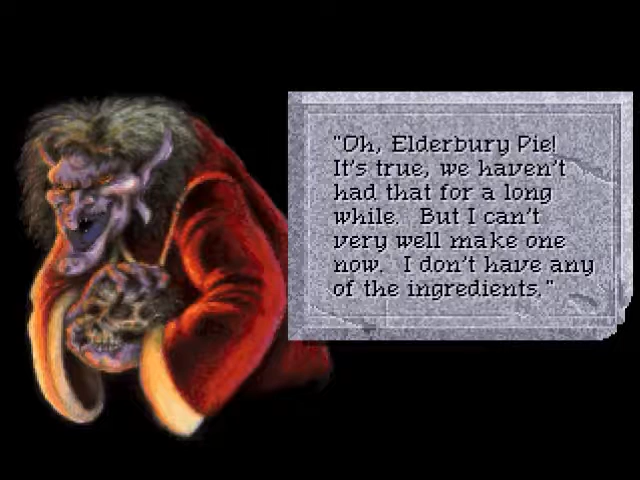 "Oh, Elderbury Pie!
It's true, we haven't
had that for a long
while. But I can't
very well make one
now. I don't have any
of the ingredients."